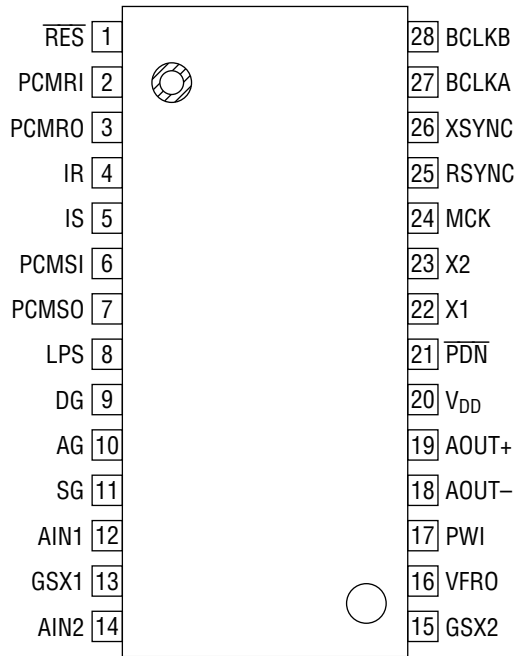 R̅E̅S̅ 1 28 BCLKB
PCMRI 2 27 BCLKA
PCMRO 3 26 XSYNC
IR 4 25 RSYNC
IS 5 24 MCK
PCMSI 6 23 X2
PCMSO 7 22 X1
LPS 8 21 P̅D̅N̅
DG 9 20 VDD
AG 10 19 AOUT+
SG 11 18 AOUT–
AIN1 12 17 PWI
GSX1 13 16 VFRO
AIN2 14 15 GSX2